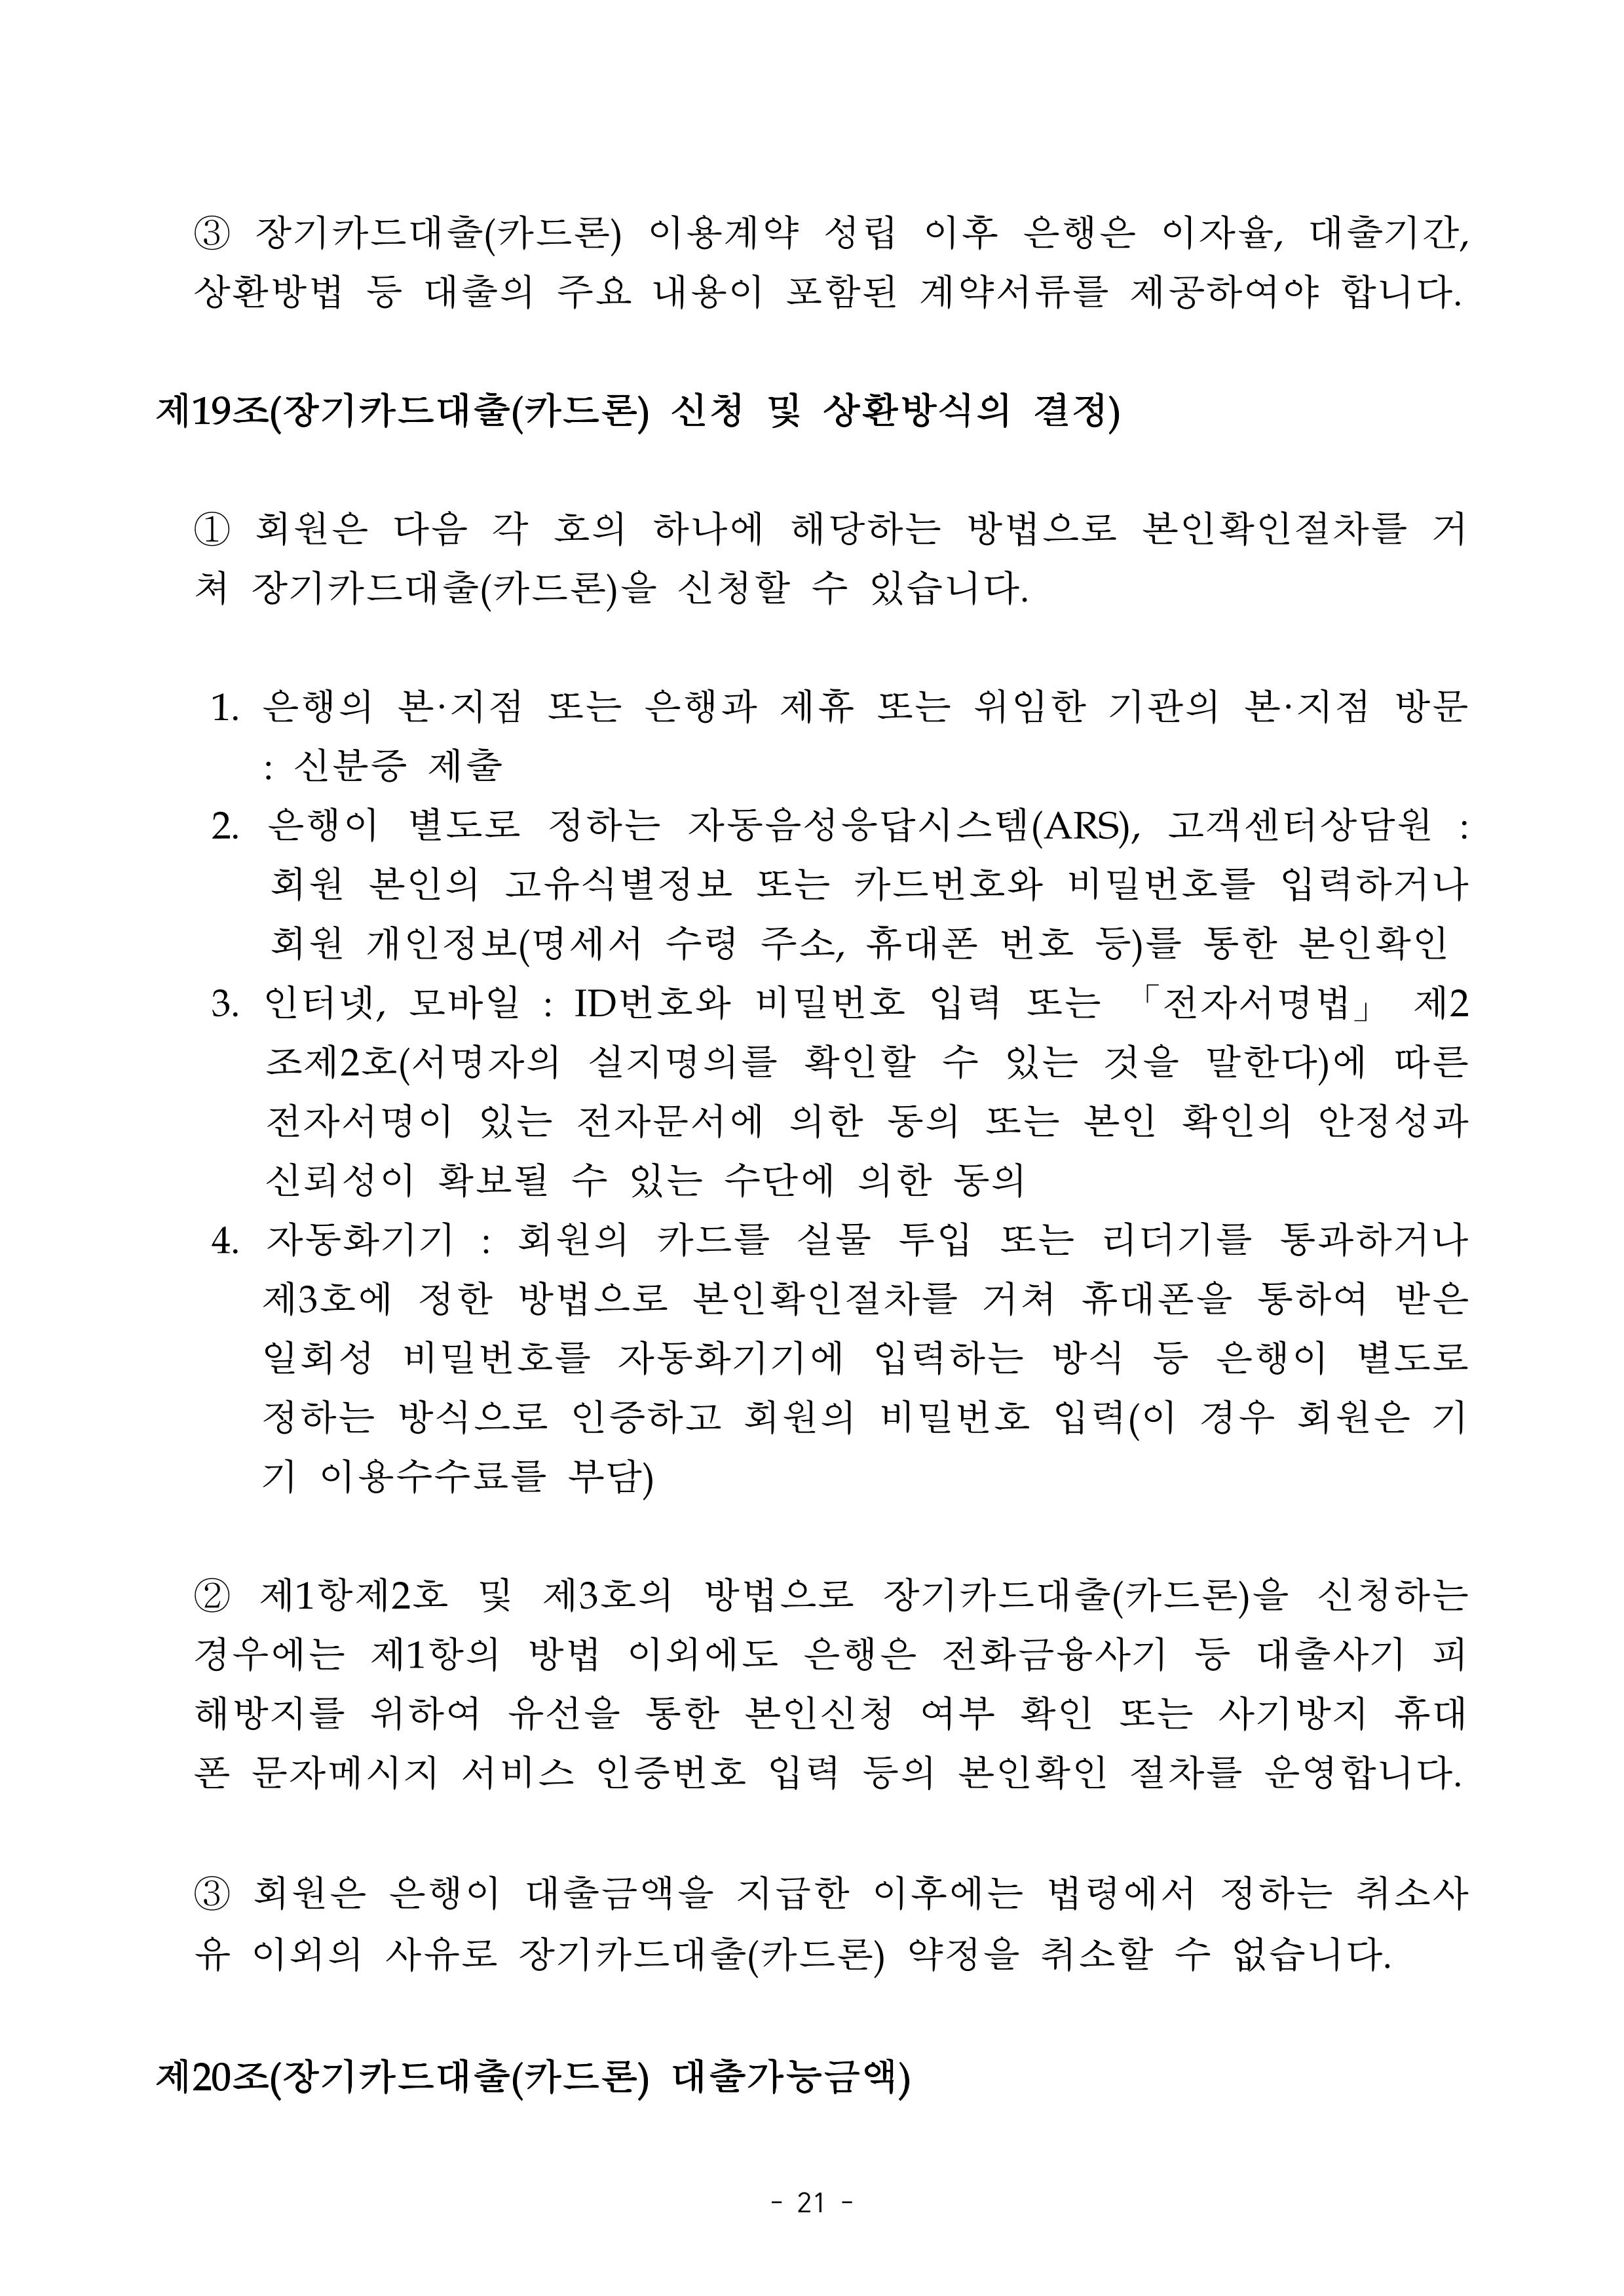 ③ 장기카드대출(카드론) 이용계약 성립 이후 은행은 이자율, 대출기간,
상환방법 등 대출의 주요 내용이 포함된 계약서류를 제공하여야 합니다.
제19조(장기카드대출(카드론) 신청 및 상환방식의 결정)
① 회원은 다음 각 호의 하나에 해당하는 방법으로 본인확인절차를 거
쳐 장기카드대출(카드론)을 신청할 수 있습니다.
1. 은행의 본·지점 또는 은행과 제휴 또는 위임한 기관의 본·지점 방문
: 신분증 제출
2. 은행이 별도로 정하는 자동음성응답시스템(ARS), 고객센터상담원 :
회원 본인의 고유식별정보 또는 카드번호와 비밀번호를 입력하거나
회원 개인정보(명세서 수령 주소, 휴대폰 번호 등)를 통한 본인확인
3. 인터넷, 모바일 : ID번호와 비밀번호 입력 또는 「전자서명법」 제2
조제2호(서명자의 실지명의를 확인할 수 있는 것을 말한다)에 따른
전자서명이 있는 전자문서에 의한 동의 또는 본인 확인의 안정성과
신뢰성이 확보될 수 있는 수단에 의한 동의
4. 자동화기기 : 회원의 카드를 실물 투입 또는 리더기를 통과하거나
제3호에 정한 방법으로 본인확인절차를 거쳐 휴대폰을 통하여 받은
일회성 비밀번호를 자동화기기에 입력하는 방식 등 은행이 별도로
정하는 방식으로 인증하고 회원의 비밀번호 입력(이 경우 회원은 기
기 이용수수료를 부담)
② 제1항제2호 및 제3호의 방법으로 장기카드대출(카드론)을 신청하는
경우에는 제1항의 방법 이외에도 은행은 전화금융사기 등 대출사기 피
해방지를 위하여 유선을 통한 본인신청 여부 확인 또는 사기방지 휴대
폰 문자메시지 서비스 인증번호 입력 등의 본인확인 절차를 운영합니다.
③ 회원은 은행이 대출금액을 지급한 이후에는 법령에서 정하는 취소사
유 이외의 사유로 장기카드대출(카드론) 약정을 취소할 수 없습니다.
제20조(장기카드대출(카드론) 대출가능금액)
- 21 -